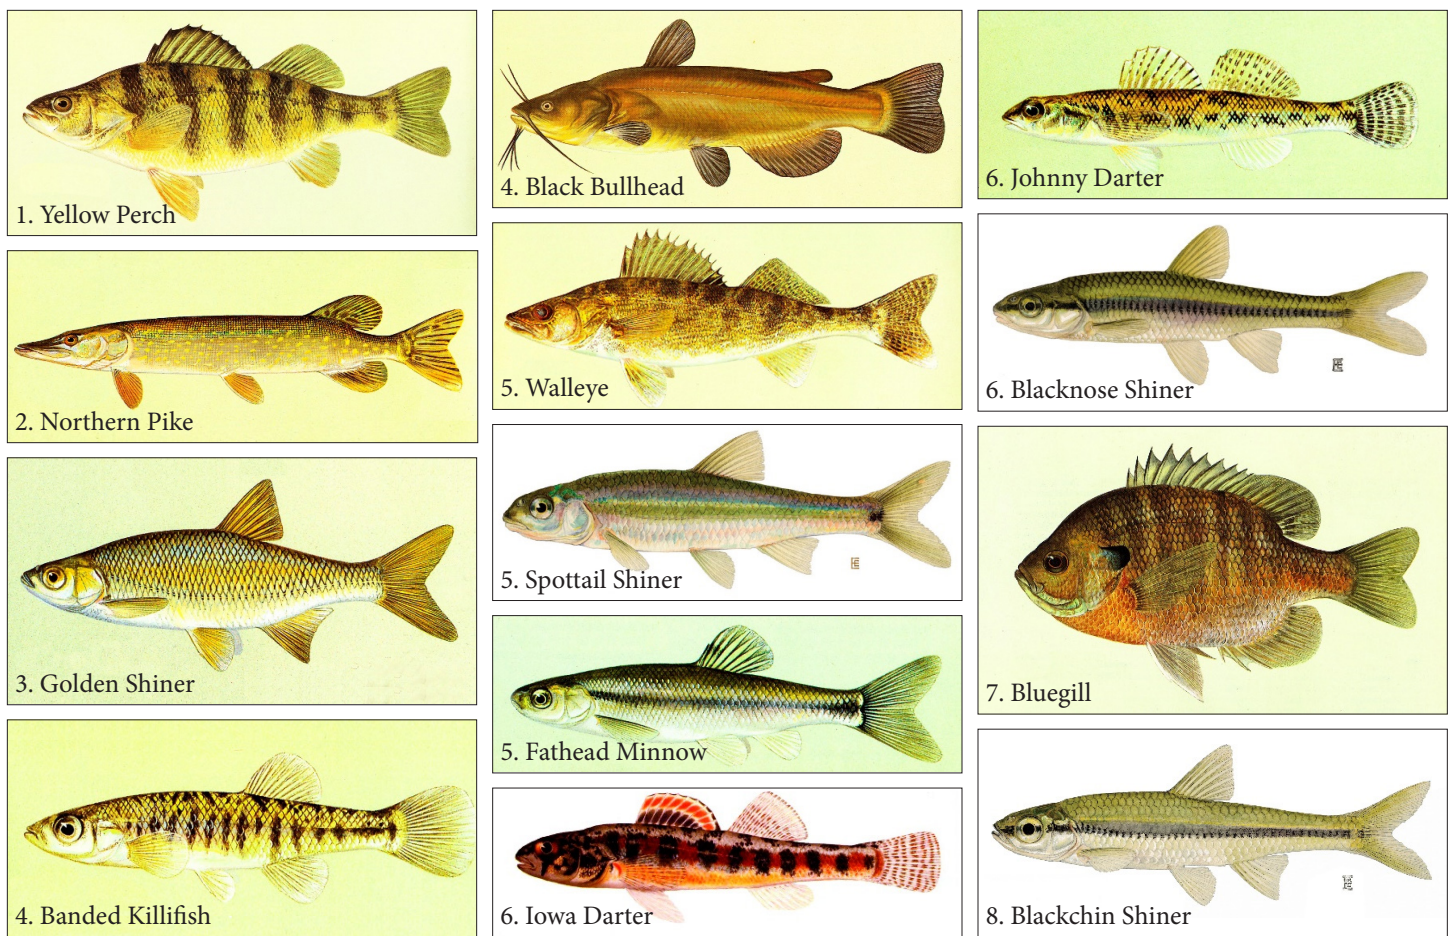 1. Yellow Perch
2. Northern Pike
3. Golden Shiner
4. Banded Killifish
4. Black Bullhead
5. Walleye
5. Spottail Shiner
5. Fathead Minnow
6. Iowa Darter
6. Johnny Darter
6. Blacknose Shiner
7. Bluegill
8. Blackchin Shiner